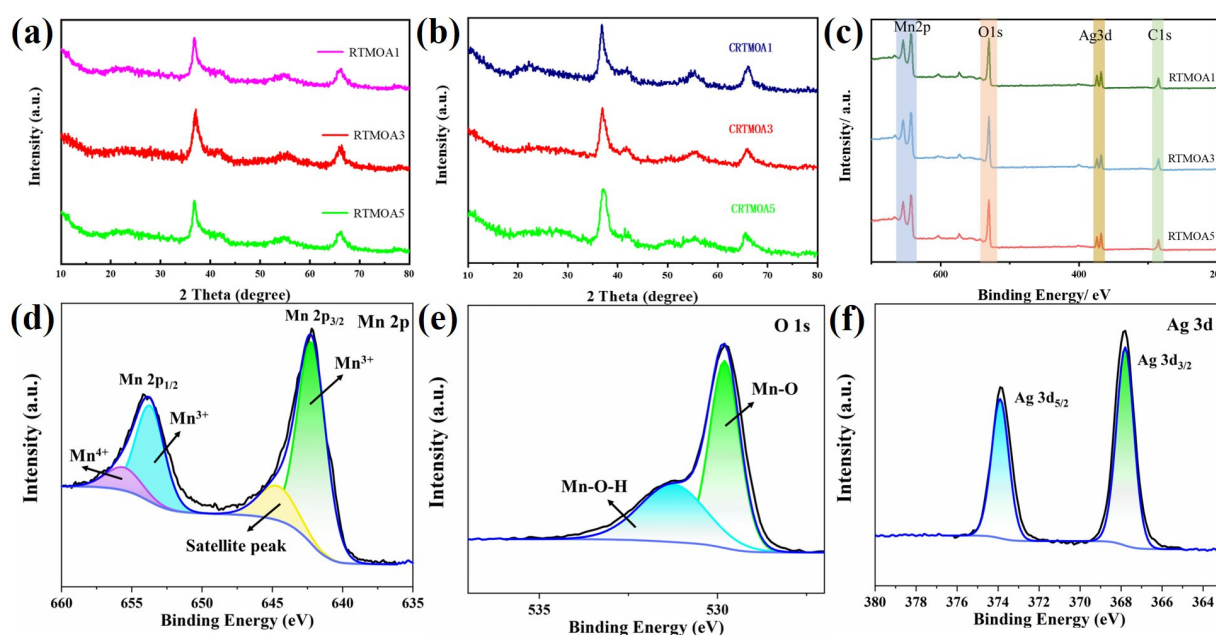 (a)
RTMOA1
RTMOA3
RTMOA5
Intensity (a.u.)
10 20 30 40 50 60 70 80
2 Theta (degree)
(b)
CRTMOA1
CRTMOA3
CRTMOA5
Intensity (a.u.)
10 20 30 40 50 60 70 80
2 Theta (degree)
(c)
Mn2p O1s Ag3d C1s
RTMOA1
RTMOA3
RTMOA5
Intensity/ a.u.
600 400 200
Binding Energy/ eV
(d)
Mn 2p
Mn 2p3/2
Mn3+
Mn 2p1/2
Mn3+
Mn4+
Satellite peak
Intensity (a.u.)
660 655 650 645 640 635
Binding Energy (eV)
(e)
O 1s
Mn-O
Mn-O-H
Intensity (a.u.)
535 530
Binding Energy (eV)
(f)
Ag 3d
Ag 3d3/2
Ag 3d5/2
Intensity (a.u.)
380 378 376 374 372 370 368 366 364
Binding Energy (eV)